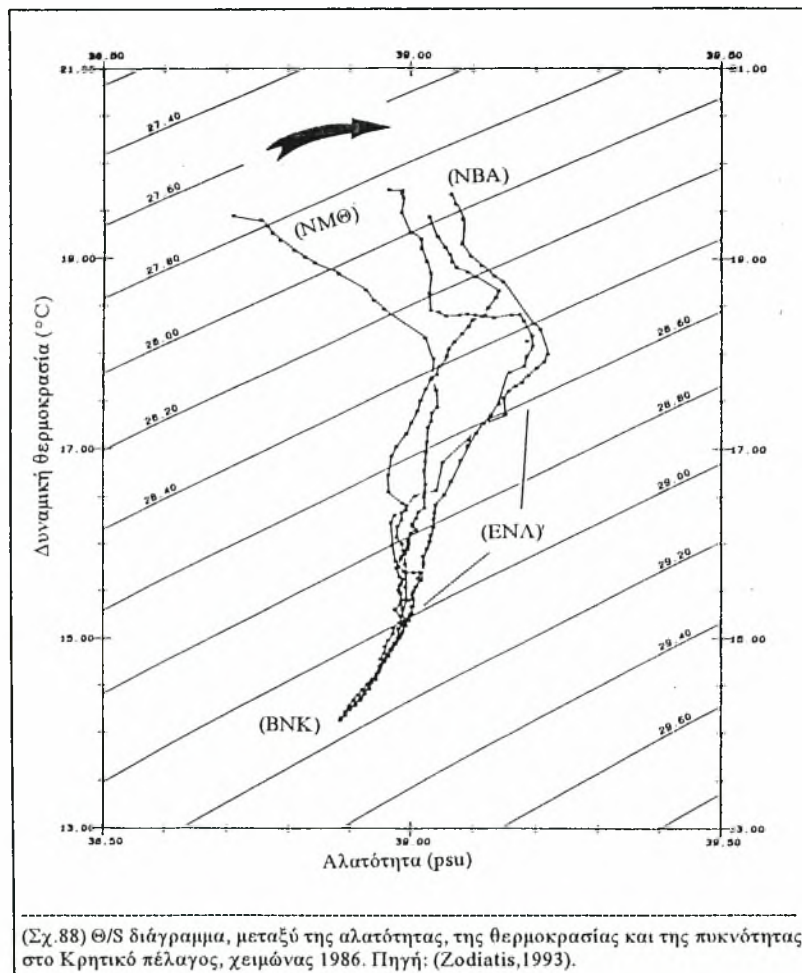 38.50 39.00 39.50
21.00 21.00
27.40
27.60
(NBA)
(NMΘ)
27.80
19.00 19.00
28.00
28.60
28.20
28.80
17.00 17.00
28.40
29.00
(ΕΝΛ)
29.20
15.00 15.00
29.40
(BNK)
29.60
13.00 13.00
38.50 39.00 39.50
Δυναμική θερμοκρασία (°C)
Αλατότητα (psu)
(Σχ.88) Θ/S διάγραμμα, μεταξύ της αλατότητας, της θερμοκρασίας και της πυκνότητας
στο Κρητικό πέλαγος, χειμώνας 1986. Πηγή: (Zodiatis,1993).